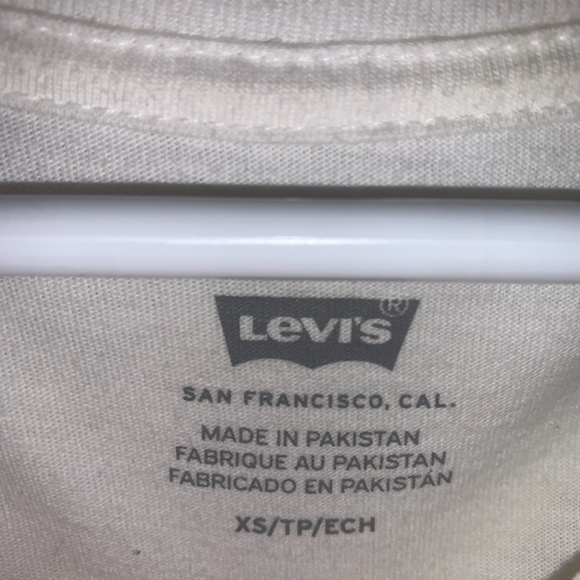 Levi's®
SAN FRANCISCO, CAL.
MADE IN PAKISTAN
FABRIQUE AU PAKISTAN
FABRICADO EN PAKISTÁN
XS/TP/ECH